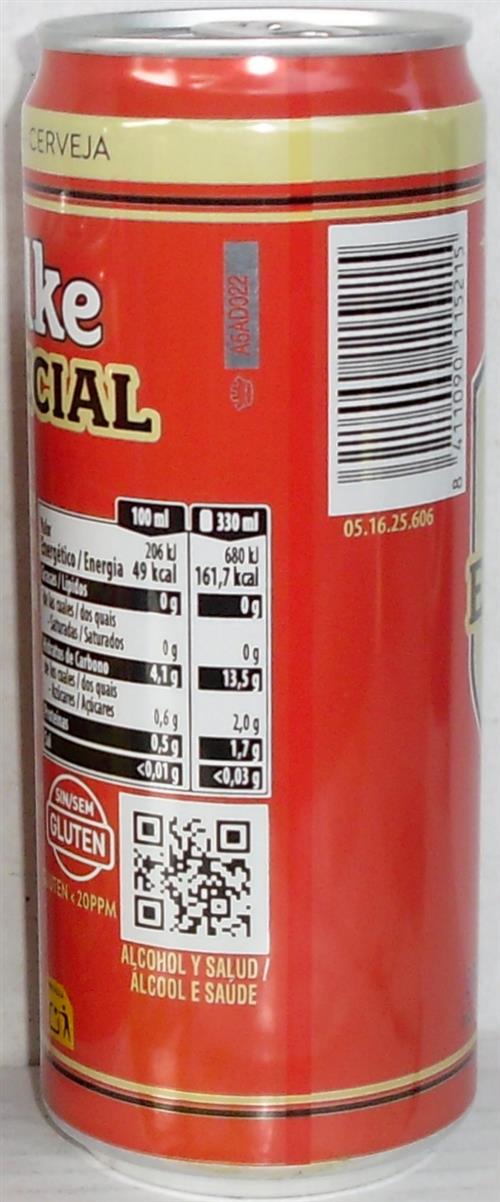 CERVEJA
lke
CIAL
A6AD022
8 411090 115215
05.16.25.606
100 ml 330 ml
206 kJ 680 kJ
energético / Energia 49 kcal 161,7 kcal
Grasas / Lípidos 0 g 0 g
de las cuales / dos quais
- Saturadas / Saturados 0 g 0 g
Hidratos de Carbono 4,1 g 13,5 g
de los cuales / dos quais
- Azúcares / Açúcares 0,6 g 2,0 g
Proteínas 0,5 g 1,7 g
Sal <0,01 g <0,03 g
SIN/SEM
GLUTEN
GLUTEN < 20PPM
ALCOHOL Y SALUD /
ÁLCOOL E SAÚDE